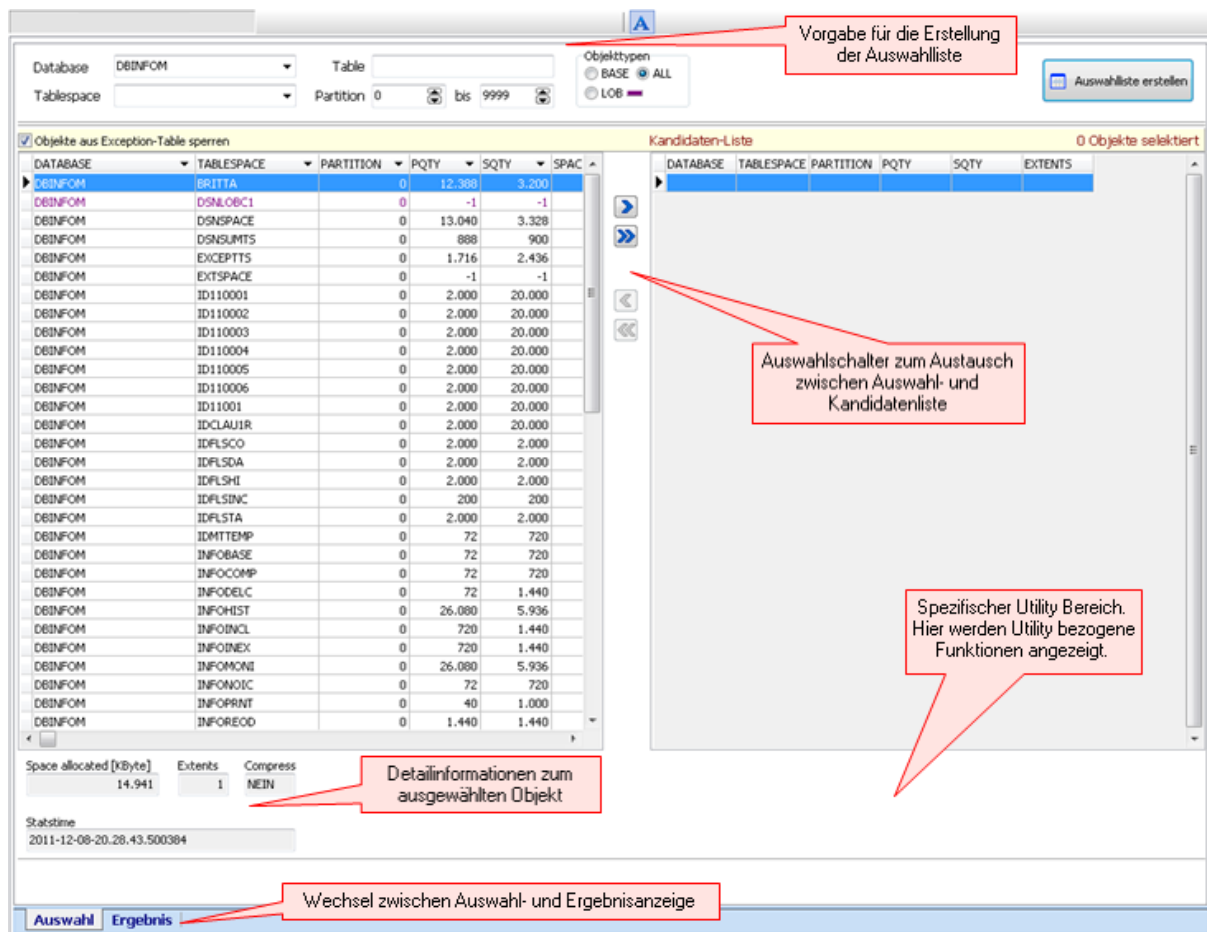 A
Vorgabe für die Erstellung
der Auswahlliste
Database DBINFOM Table
Objekttypen
BASE ALL
LOB
Tablespace Partition 0 bis 9999
Auswahlliste erstellen
Objekte aus Exception-Table sperren
Kandidaten-Liste 0 Objekte selektiert
DATABASE TABLESPACE PARTITION PQTY SQTY SPAC
DBINFOM BRITTA 0 12.388 3.200
DBINFOM DSNLOBC1 0 -1 -1
DBINFOM DSNSPACE 0 13.040 3.328
DBINFOM DSNSUMTS 0 888 900
DBINFOM EXCEPTTS 0 1.716 2.436
DBINFOM EXTSPACE 0 -1 -1
DBINFOM ID110001 0 2.000 20.000
DBINFOM ID110002 0 2.000 20.000
DBINFOM ID110003 0 2.000 20.000
DBINFOM ID110004 0 2.000 20.000
DBINFOM ID110005 0 2.000 20.000
DBINFOM ID110006 0 2.000 20.000
DBINFOM ID11001 0 2.000 20.000
DBINFOM IDCLAU1R 0 2.000 20.000
DBINFOM IDFLSCO 0 2.000 2.000
DBINFOM IDFLSDA 0 2.000 2.000
DBINFOM IDFLSHI 0 2.000 2.000
DBINFOM IDFLSINC 0 200 200
DBINFOM IDFLSTA 0 2.000 2.000
DBINFOM IDMTTEMP 0 72 720
DBINFOM INFOBASE 0 72 720
DBINFOM INFOCOMP 0 72 720
DBINFOM INFODELC 0 72 1.440
DBINFOM INFOHIST 0 26.080 5.936
DBINFOM INFOINCL 0 720 1.440
DBINFOM INFOINEX 0 720 1.440
DBINFOM INFOMONI 0 26.080 5.936
DBINFOM INFONOIC 0 72 720
DBINFOM INFOPRNT 0 40 1.000
DBINFOM INFOREOD 0 1.440 1.440
DATABASE TABLESPACE PARTITION PQTY SQTY EXTENTS
Auswahlschalter zum Austausch
zwischen Auswahl- und
Kandidatenliste
Spezifischer Utility Bereich.
Hier werden Utility bezogene
Funktionen angezeigt.
Space allocated [KByte] Extents Compress
14.941 1 NEIN
Detailinformationen zum
ausgewählten Objekt
Statstime
2011-12-08-20.28.43.500384
Wechsel zwischen Auswahl- und Ergebnisanzeige
Auswahl Ergebnis